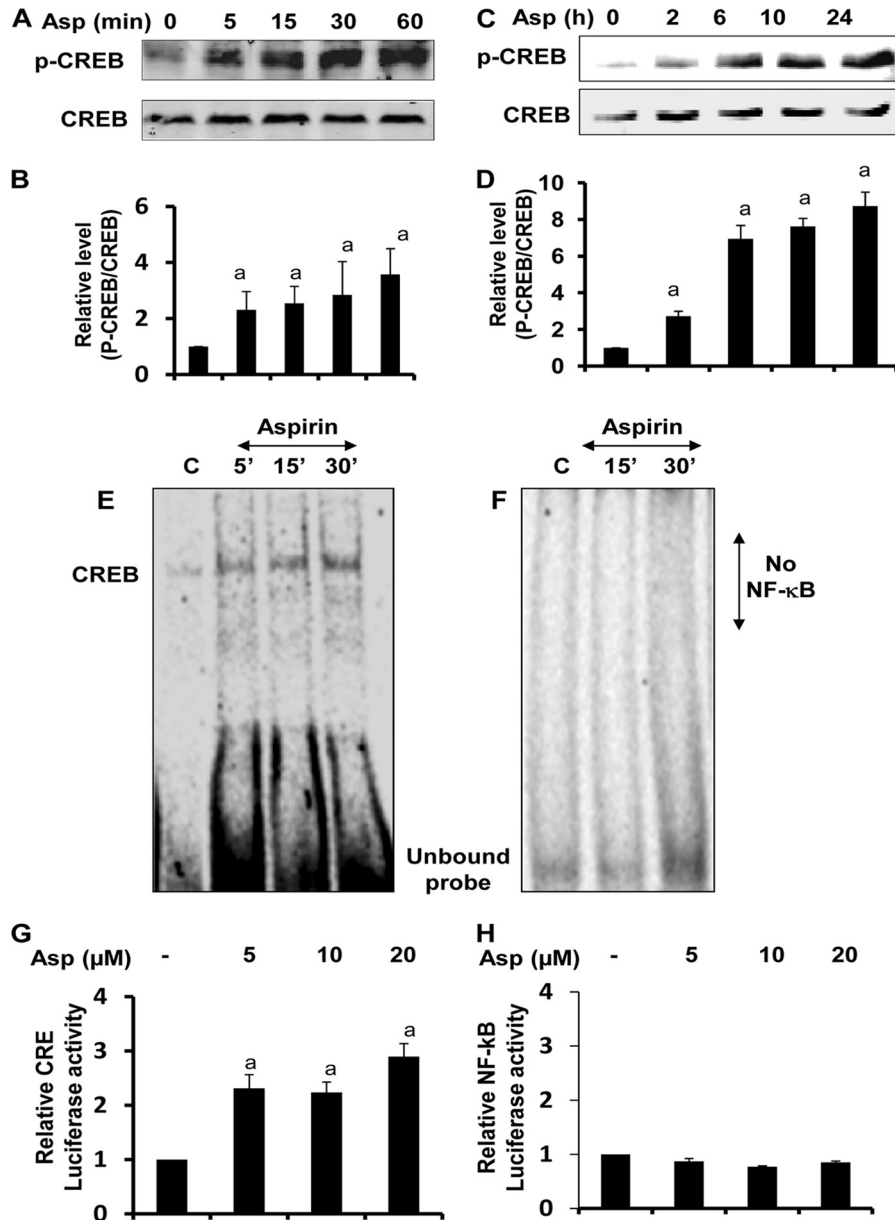 A
Asp (min) 0 5 15 30 60
p-CREB
CREB
B
Relative level
(P-CREB/CREB)
6
4
2
0
a a a a
C
Asp (h) 0 2 6 10 24
p-CREB
CREB
D
Relative level
(P-CREB/CREB)
10
8
6
4
2
0
a a a a
Aspirin
C 5’ 15’ 30’
E
CREB
Aspirin
C 15’ 30’
F
No
NF-κB
Unbound
probe
G
Asp (µM) - 5 10 20
Relative CRE
Luciferase activity
4
3
2
1
0
a a a
H
Asp (µM) - 5 10 20
Relative NF-kB
Luciferase activity
4
3
2
1
0